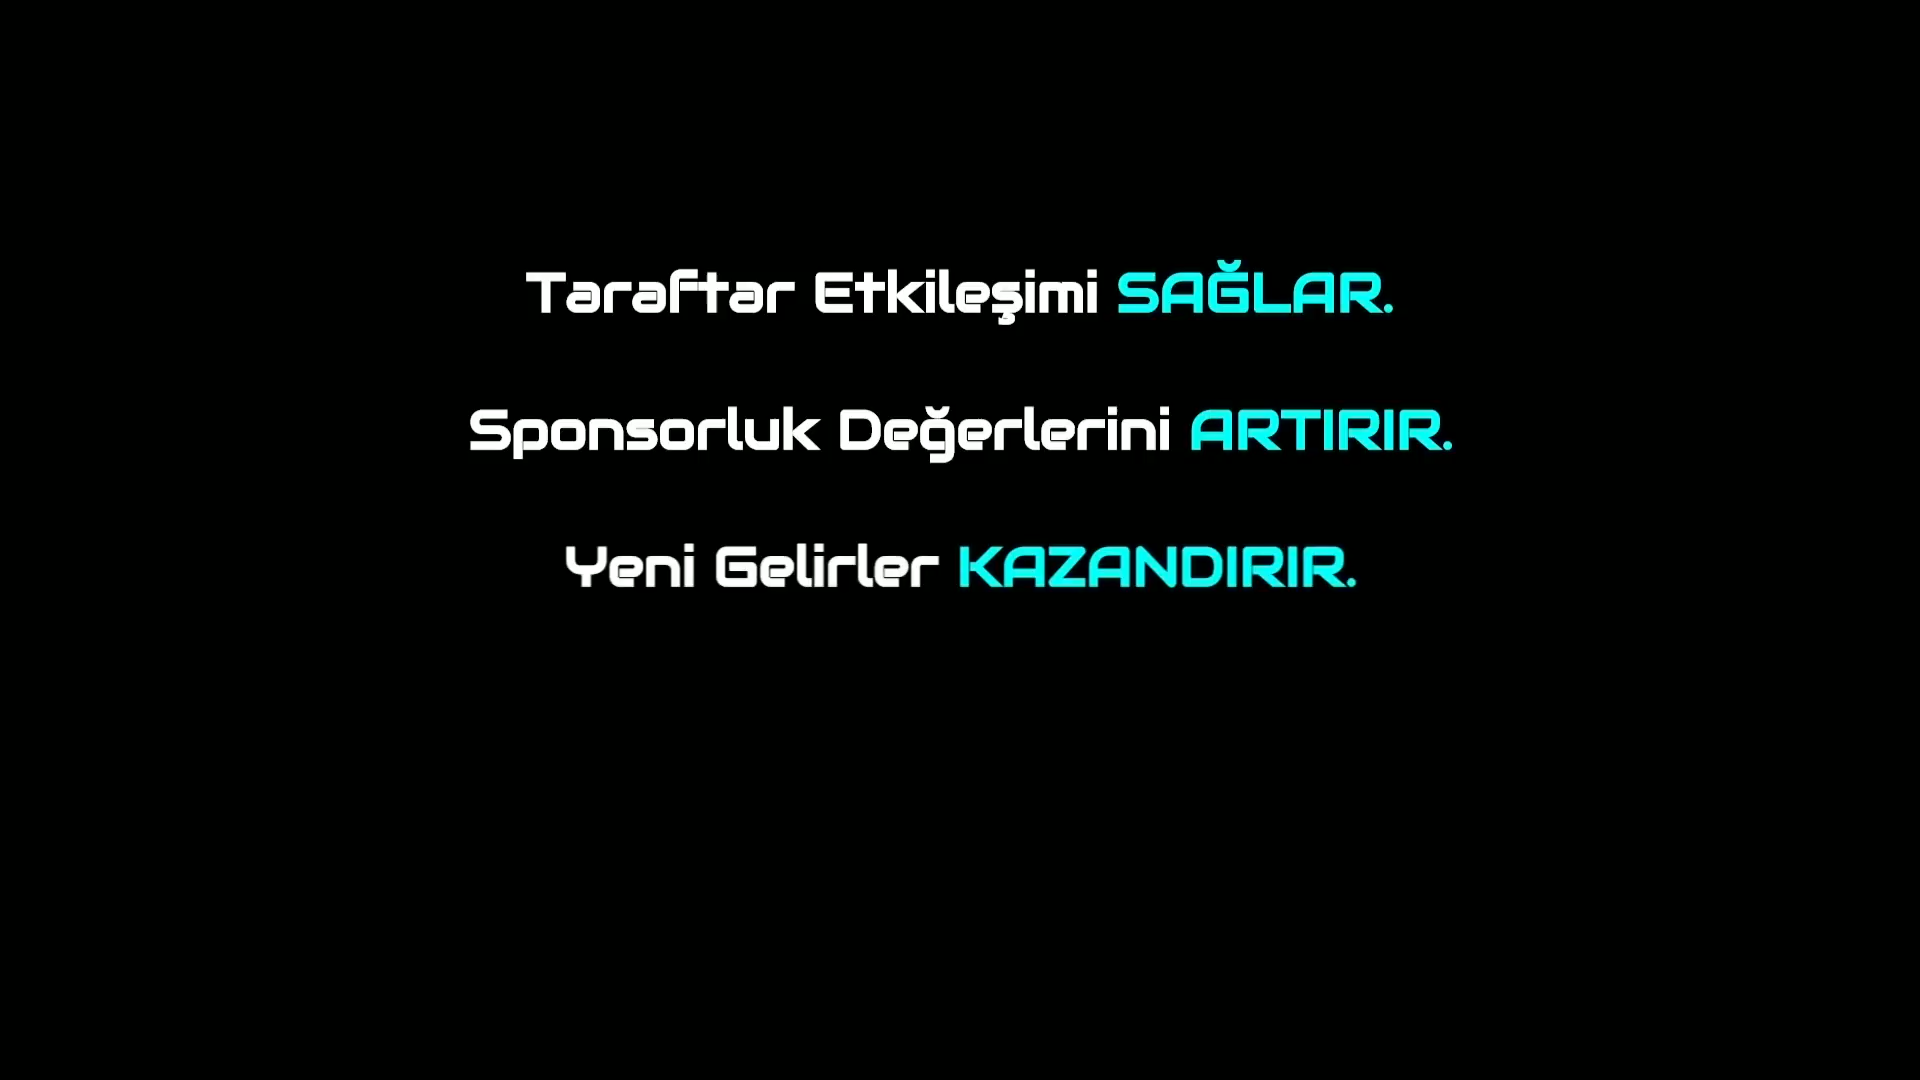 Taraftar Etkileşimi SAĞLAR.
Sponsorluk Değerlerini ARTIRIR.
Yeni Gelirler KAZANDIRIR.